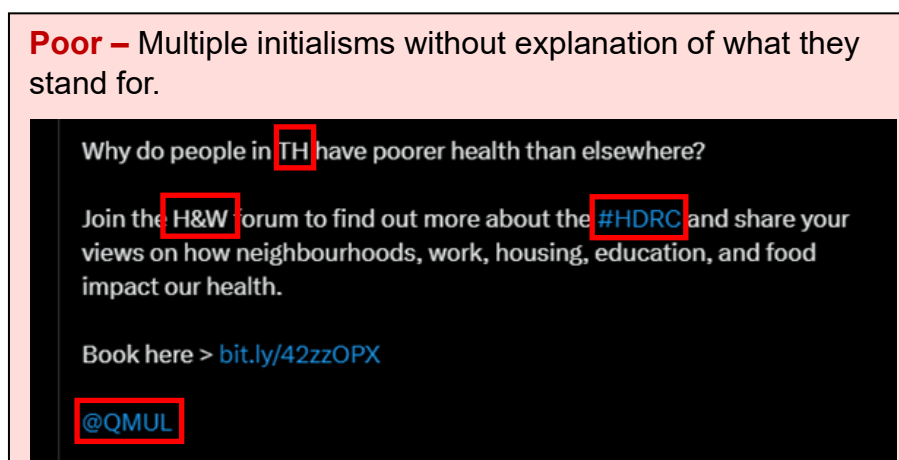 Poor – Multiple initialisms without explanation of what they
stand for.
Why do people in TH have poorer health than elsewhere?
Join the H&W forum to find out more about the #HDRC and share your
views on how neighbourhoods, work, housing, education, and food
impact our health.
Book here > bit.ly/42zzOPX
@QMUL